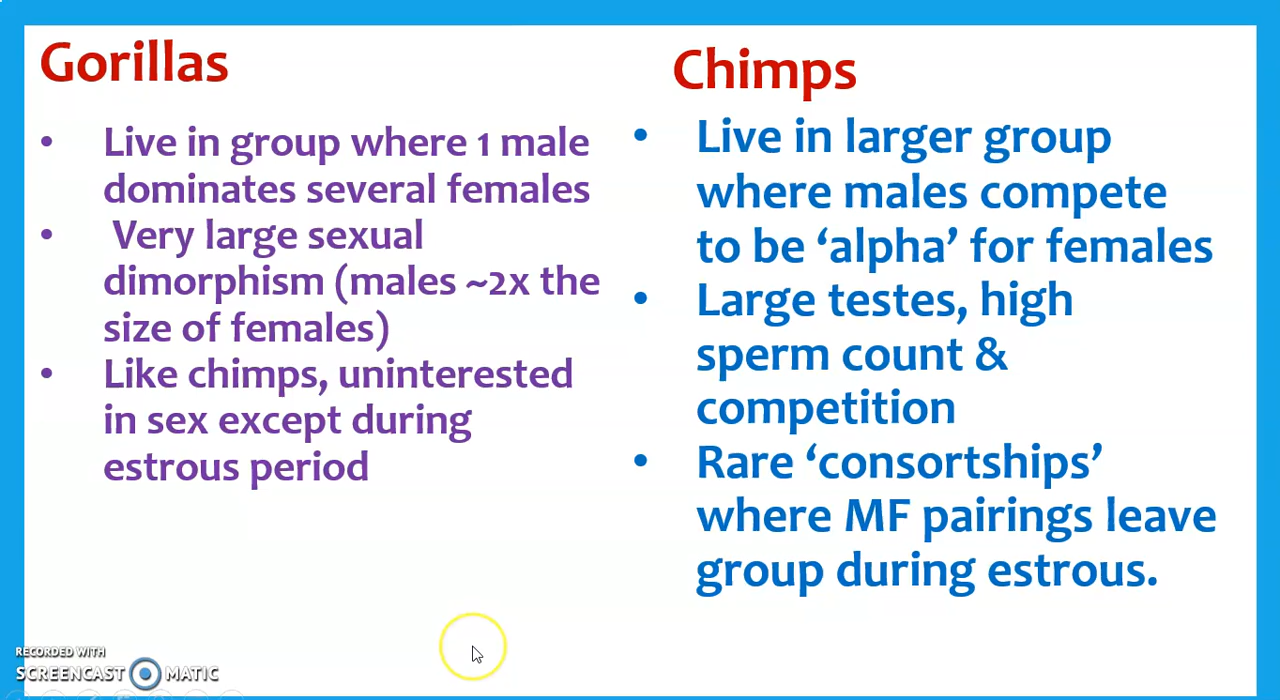 Gorillas
• Live in group where 1 male
dominates several females
• Very large sexual
dimorphism (males ~2x the
size of females)
• Like chimps, uninterested
in sex except during
estrous period
Chimps
• Live in larger group
where males compete
to be ‘alpha’ for females
• Large testes, high
sperm count &
competition
• Rare ‘consortships’
where MF pairings leave
group during estrous.
RECORDED WITH
SCREENCAST MATIC